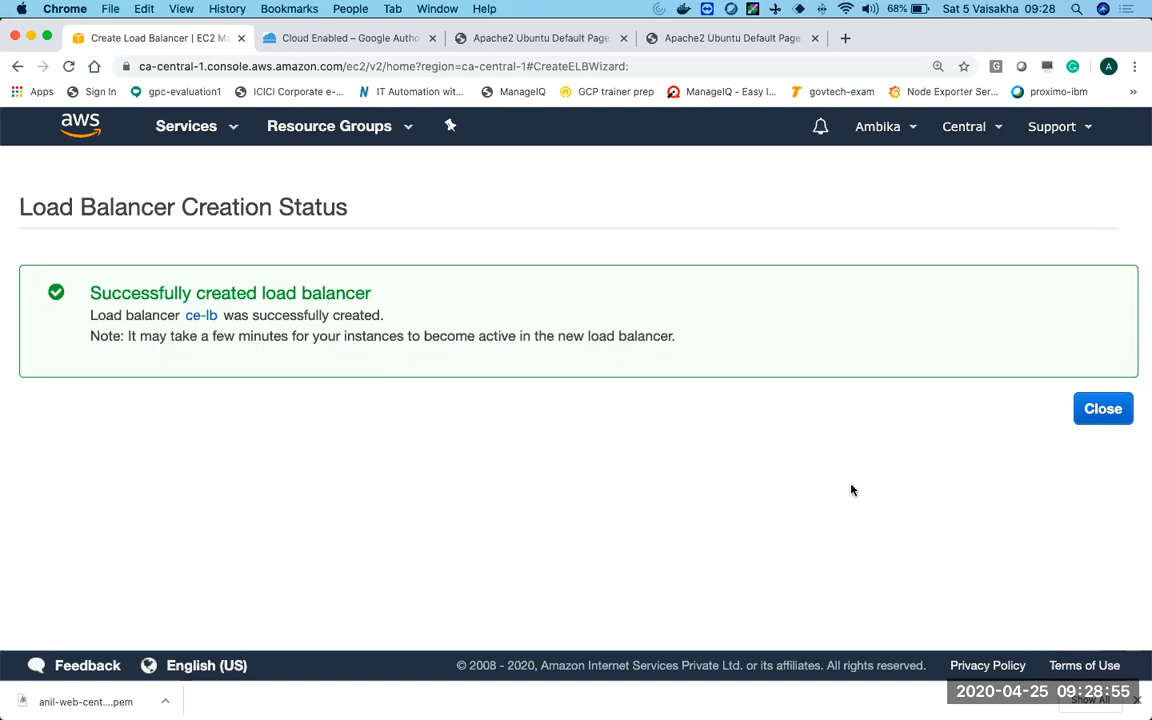 Chrome File Edit View History Bookmarks People Tab Window Help 68% Sat 5 Vaisakha 09:28
Create Load Balancer | EC2 Ma Cloud Enabled – Google Autho Apache2 Ubuntu Default Page. Apache2 Ubuntu Default Page.
ca-central-1.console.aws.amazon.com/ec2/v2/home?region=ca-central-1#CreateELBWizard:
Apps Sign In gpc-evaluation1 ICICI Corporate e-... IT Automation wit... ManageIQ GCP trainer prep ManageIQ - Easy I... govtech-exam Node Exporter Ser... proximo-ibm »
aws Services Resource Groups Ambika Central Support
Load Balancer Creation Status
Successfully created load balancer
Load balancer ce-lb was successfully created.
Note: It may take a few minutes for your instances to become active in the new load balancer.
Close
Feedback English (US) © 2008 - 2020, Amazon Internet Services Private Ltd. or its affiliates. All rights reserved. Privacy Policy Terms of Use
2020-04-25 09:28:55
anil-web-cent....pem Show All